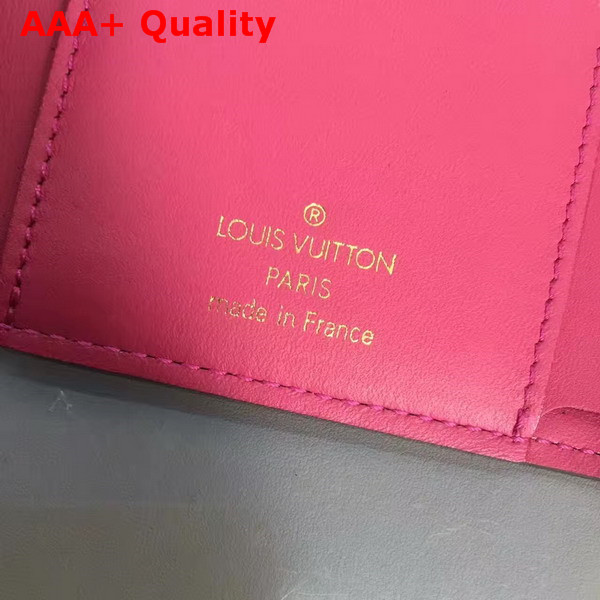 AAA+ Quality
®
LOUIS VUITTON
PARIS
made in France